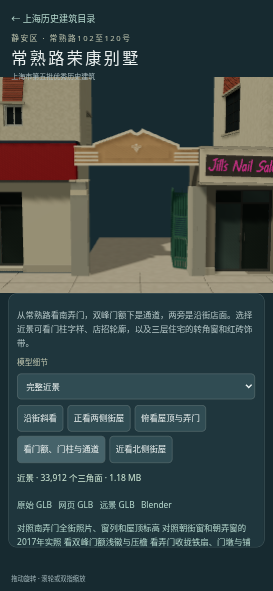 ← 上海历史建筑目录
静安区 · 常熟路102至120号
常熟路荣康别墅
上海市第五批优秀历史建筑
Jill's Nail Sal
从常熟路看南弄门，双峰门额下是通道，两旁是沿街店面。选
择近景可看门柱字样、店招轮廓，以及三层住宅的转角窗和红砖饰
带。
模型细节
完整近景
沿街斜看
正看两侧街屋
俯看屋顶与弄门
看门额、门柱与通道
近看北侧街屋
近景 · 33,912 个三角面 · 1.18 MB
原始 GLB 网页 GLB 远景 GLB Blender
对照南弄门全街照片、窗列和屋顶标高 对照朝街窗和朝弄窗的
2017年实照 看双峰门额浅徽与压檐 看弄门收拢铁扇、门墩与铺
拖动旋转 · 滚轮或双指缩放